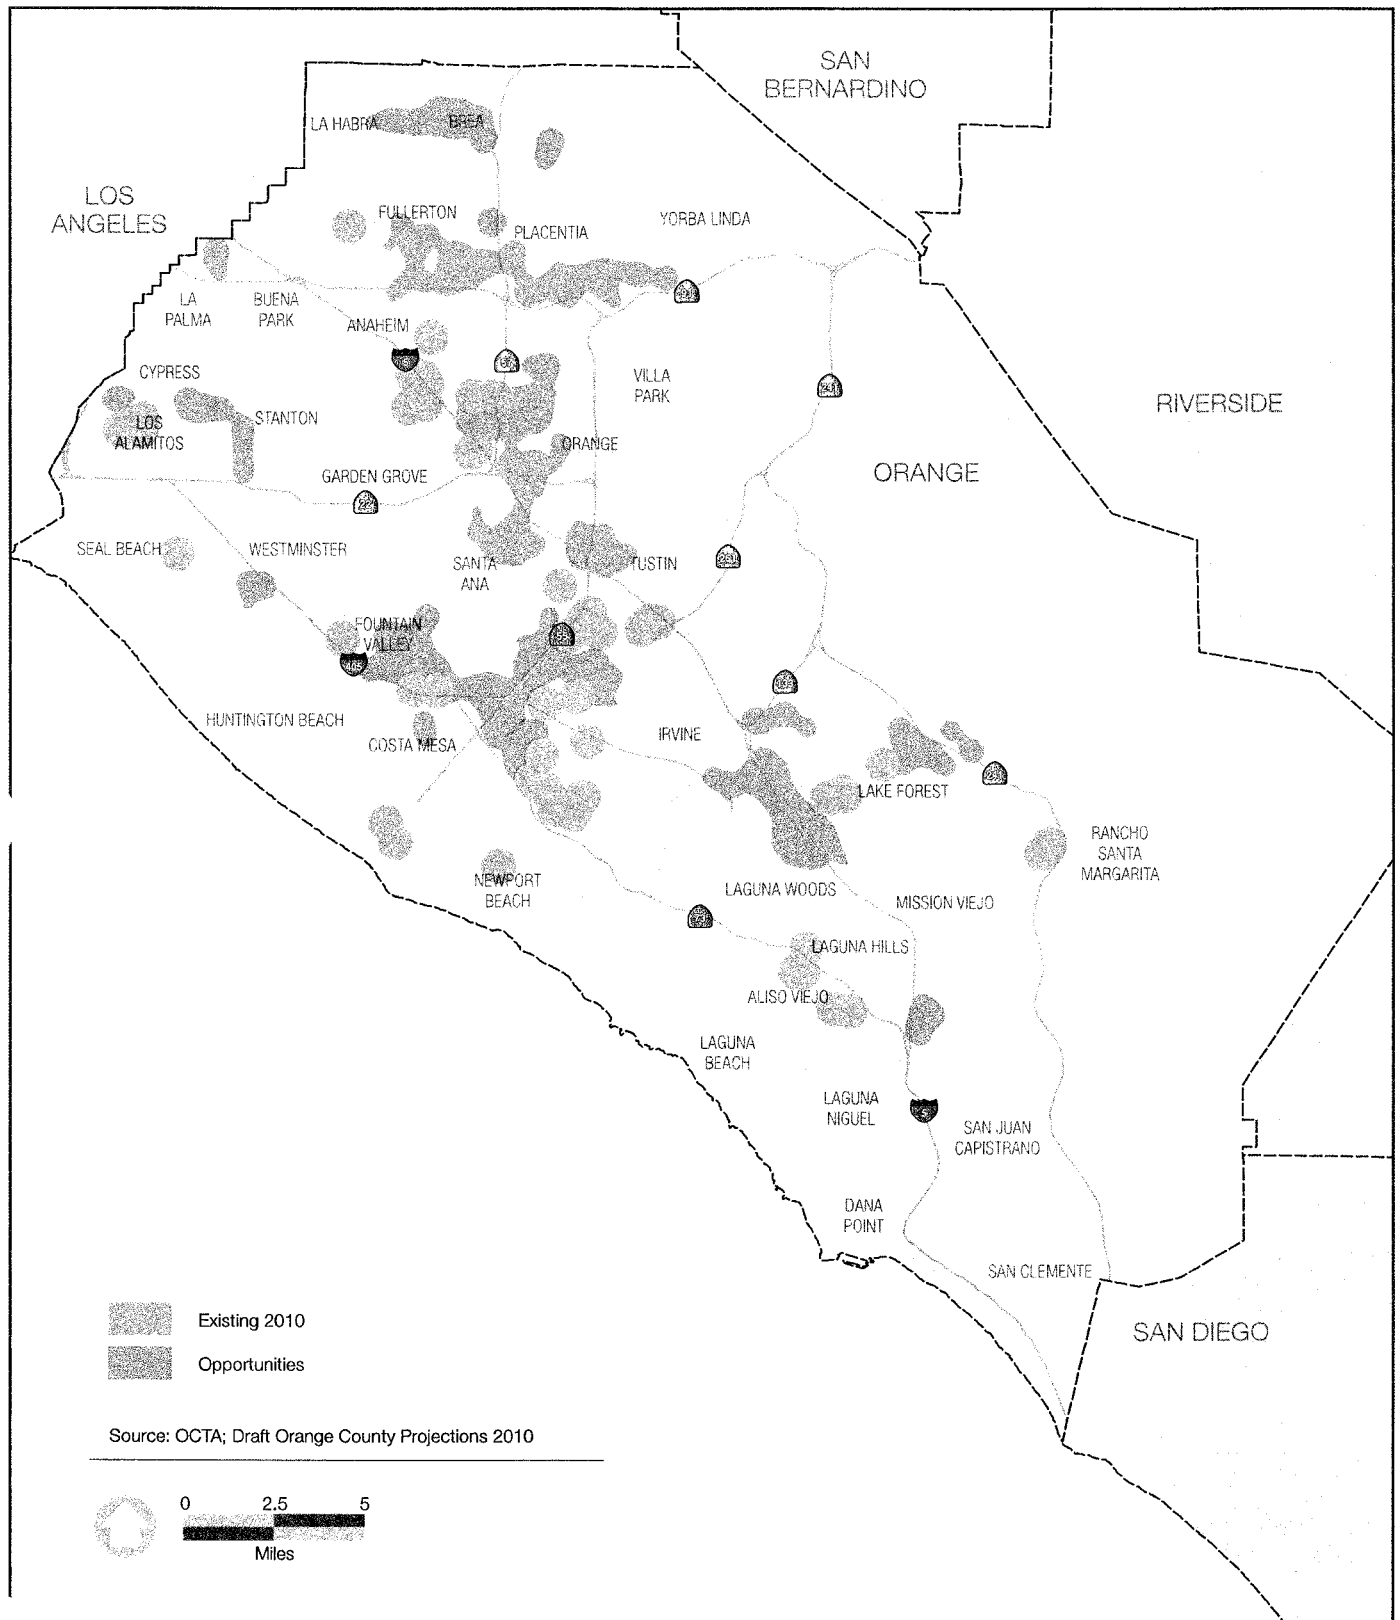 SAN
BERNARDINO
LA HABRA
BREA
LOS
ANGELES
FULLERTON
PLACENTIA
YORBA LINDA
LA
PALMA
BUENA
PARK
91
ANAHEIM
5
CYPRESS
VILLA
PARK
RIVERSIDE
LOS
ALAMITOS
STANTON
ORANGE
ORANGE
GARDEN GROVE
22
SEAL BEACH
WESTMINSTER
SANTA
ANA
TUSTIN
FOUNTAIN
VALLEY
55
405
HUNTINGTON BEACH
COSTA MESA
IRVINE
LAKE FOREST
RANCHO
SANTA
MARGARITA
NEWPORT
BEACH
LAGUNA WOODS
MISSION VIEJO
LAGUNA HILLS
ALISO VIEJO
LAGUNA
BEACH
LAGUNA
NIGUEL
5
SAN JUAN
CAPISTRANO
DANA
POINT
SAN CLEMENTE
SAN DIEGO
Existing 2010
Opportunities
Source: OCTA; Draft Orange County Projections 2010
0 2.5 5
Miles